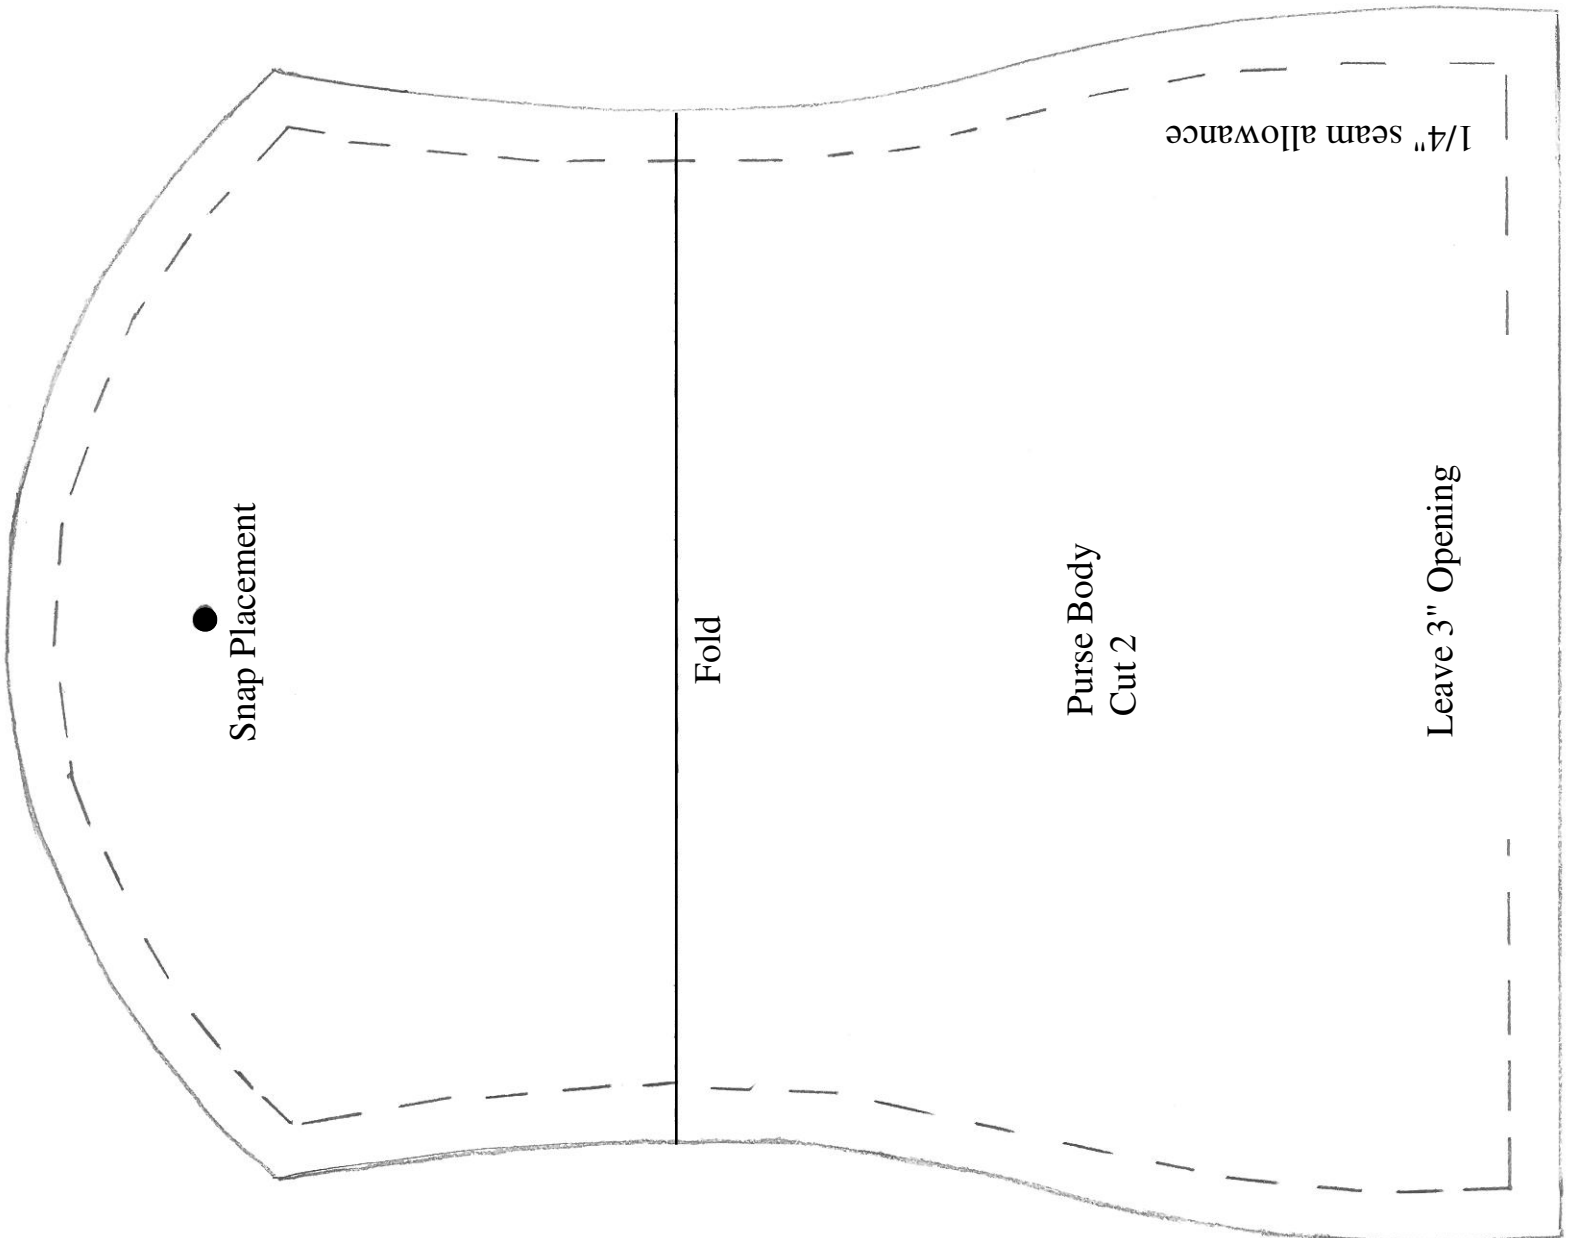 Snap Placement
Fold
Purse Body
Cut 2
Leave 3" Opening
1/4" seam allowance